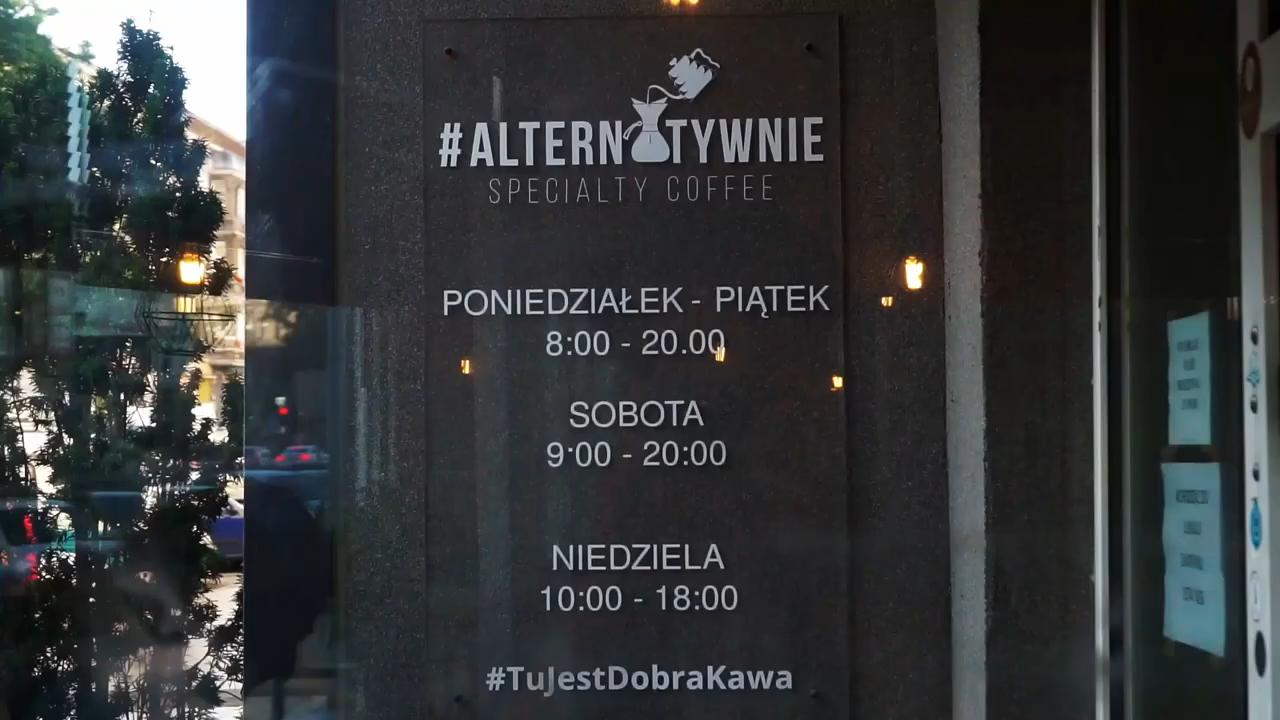 #ALTERNATYWNIE
SPECIALTY COFFEE
PONIEDZIAŁEK - PIĄTEK
8:00 - 20.00
SOBOTA
9:00 - 20:00
NIEDZIELA
10:00 - 18:00
#TuJestDobraKawa